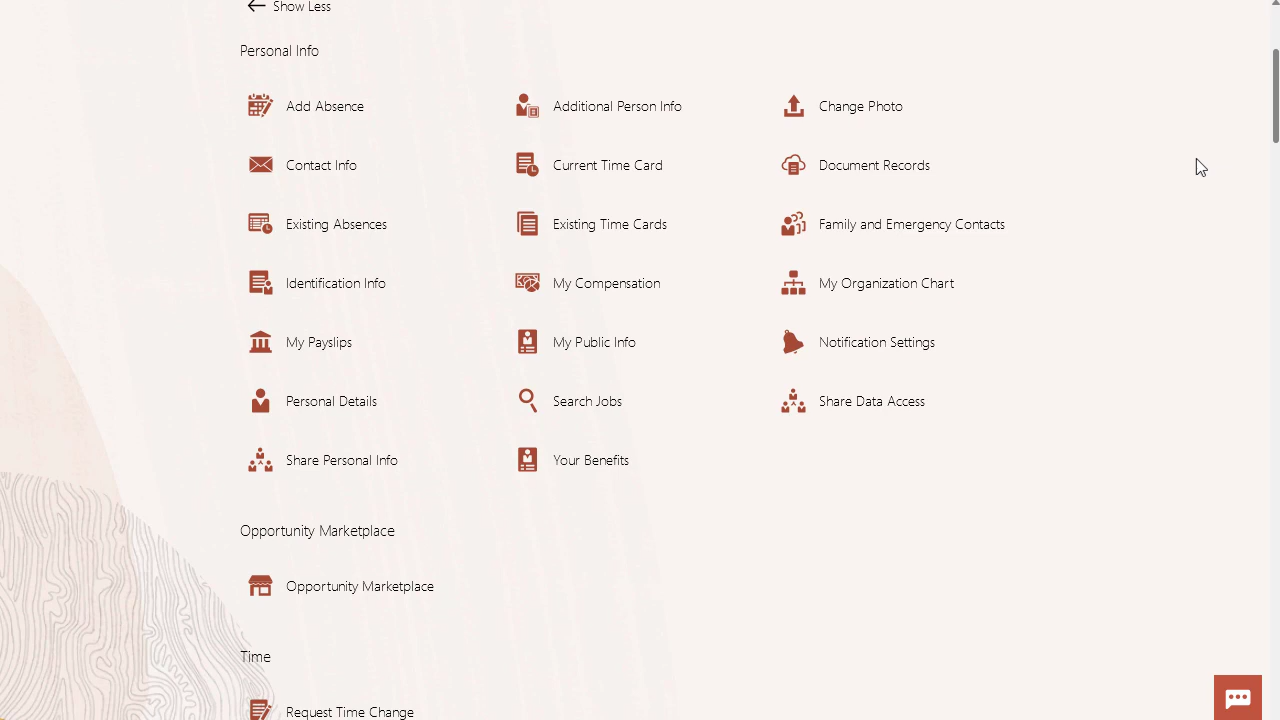 Show Less
Personal Info
Add Absence
Additional Person Info
Change Photo
Contact Info
Current Time Card
Document Records
Existing Absences
Existing Time Cards
Family and Emergency Contacts
Identification Info
My Compensation
My Organization Chart
My Payslips
My Public Info
Notification Settings
Personal Details
Search Jobs
Share Data Access
Share Personal Info
Your Benefits
Opportunity Marketplace
Opportunity Marketplace
Time
Request Time Change